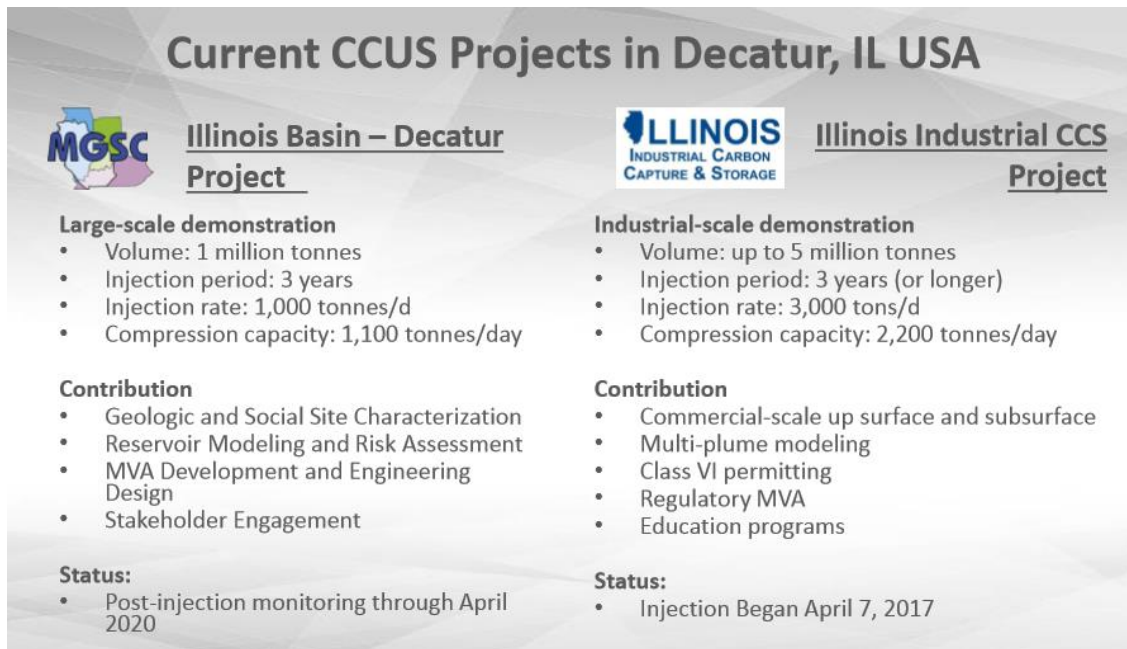 Current CCUS Projects in Decatur, IL USA
MGSC
Illinois Basin – Decatur
Project
Large-scale demonstration
• Volume: 1 million tonnes
• Injection period: 3 years
• Injection rate: 1,000 tonnes/d
• Compression capacity: 1,100 tonnes/day
Contribution
• Geologic and Social Site Characterization
• Reservoir Modeling and Risk Assessment
• MVA Development and Engineering
Design
• Stakeholder Engagement
Status:
• Post-injection monitoring through April
2020
ILLINOIS
INDUSTRIAL CARBON
CAPTURE & STORAGE
Illinois Industrial CCS
Project
Industrial-scale demonstration
• Volume: up to 5 million tonnes
• Injection period: 3 years (or longer)
• Injection rate: 3,000 tons/d
• Compression capacity: 2,200 tonnes/day
Contribution
• Commercial-scale up surface and subsurface
• Multi-plume modeling
• Class VI permitting
• Regulatory MVA
• Education programs
Status:
• Injection Began April 7, 2017